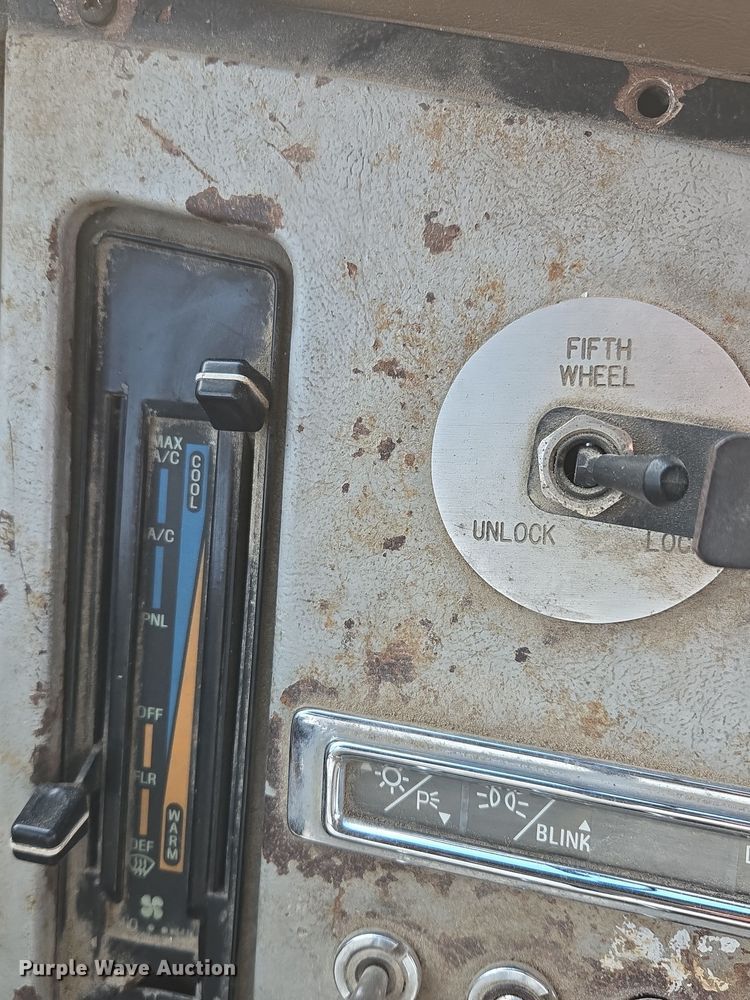 FIFTH
WHEEL
UNLOCK
MAX
A/C
COOL
A/C
PNL
OFF
FLR
DEF
WARM
P
BLINK
Purple Wave Auction